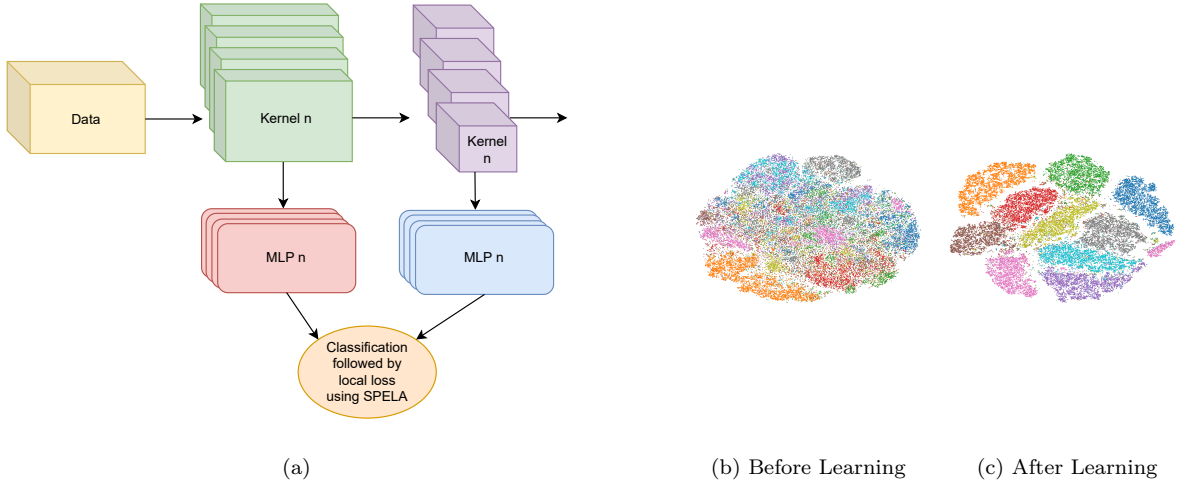 Data
Kernel n
Kernel
n
MLP n
MLP n
Classification
followed by
local loss
using SPELA
(a)
(b) Before Learning
(c) After Learning